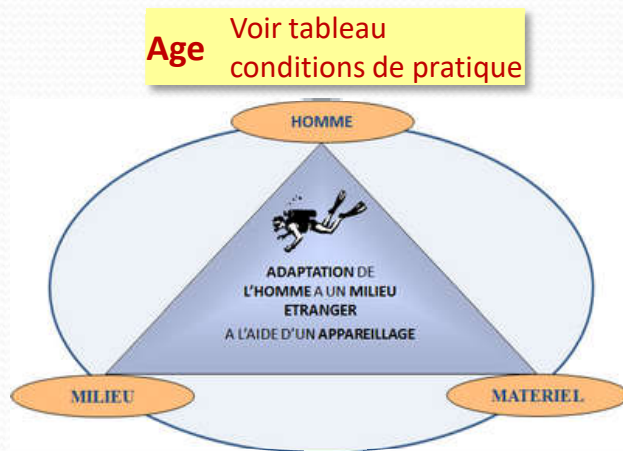 Age Voir tableau
conditions de pratique
HOMME
ADAPTATION DE
L'HOMME A UN MILIEU
ETRANGER
A L'AIDE D'UN APPAREILLAGE
MILIEU
MATERIEL